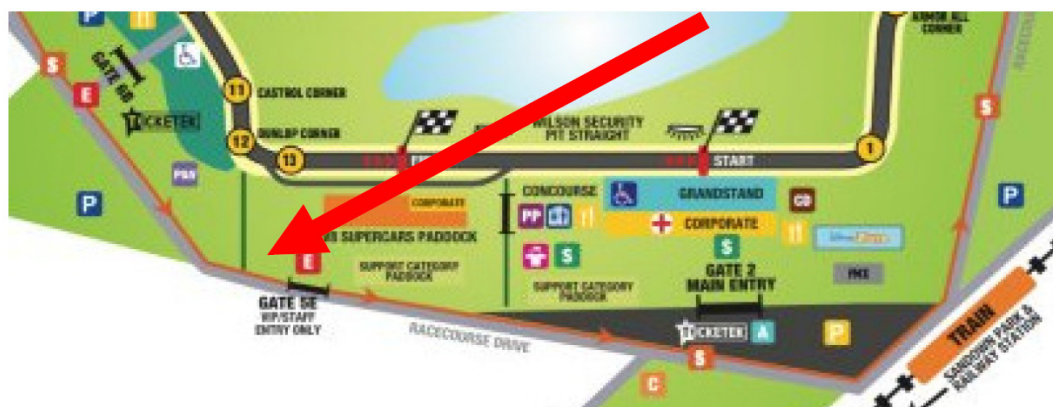 P
ARMOR ALL
CORNER
P
S
GATE 6B
E
TICKETEK
11
CASTROL CORNER
12
DUNLOP CORNER
13
WILSON SECURITY
PIT STRAIGHT
START
1
S
RACECOURSE
P
CORPORATE
SUPERCARS PADDOCK
E
SUPPORT CATEGORY
PADDOCK
GATE 5E
VIP/STAFF
ENTRY ONLY
RACECOURSE DRIVE
CONCOURSE
PP
S
SUPPORT CATEGORY
PADDOCK
GRANDSTAND
CORPORATE
S
GATE 2
MAIN ENTRY
TICKETEK
A
P
S
C
P
TRAIN
SANDOWN PARK &
RAILWAY STATION